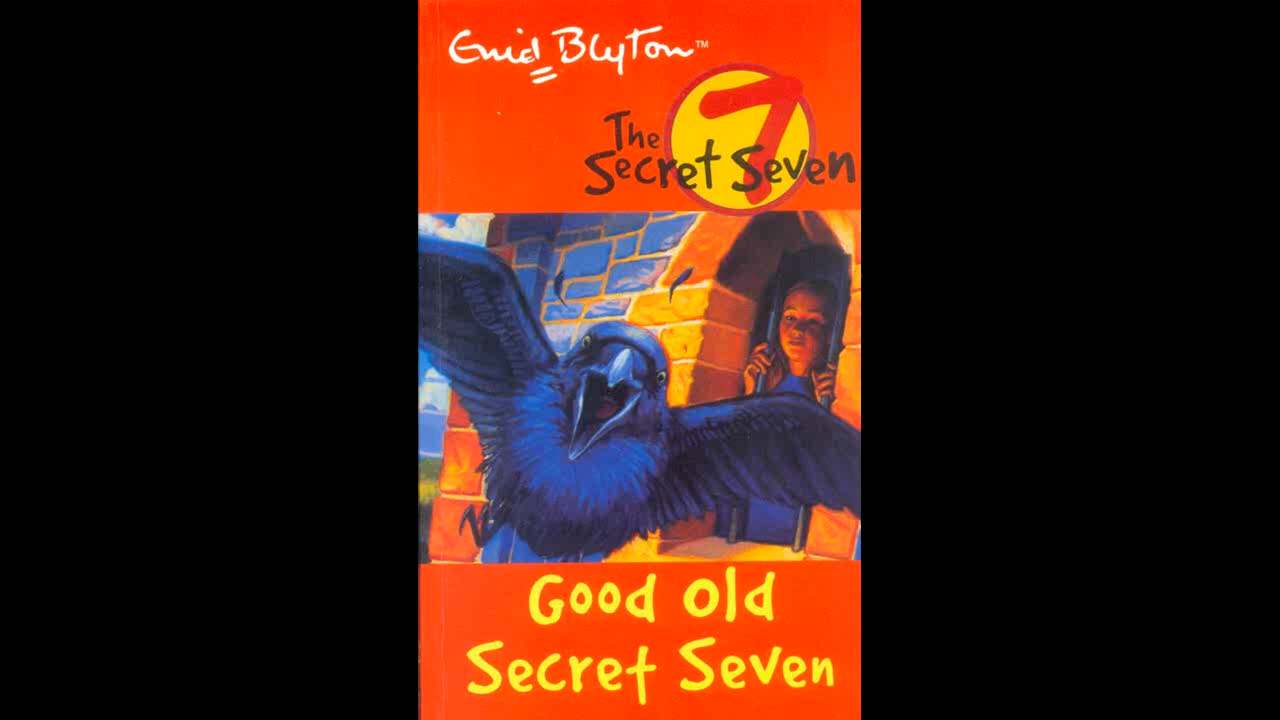 Enid Blyton™
7
The
Secret Seven
Good Old
Secret Seven